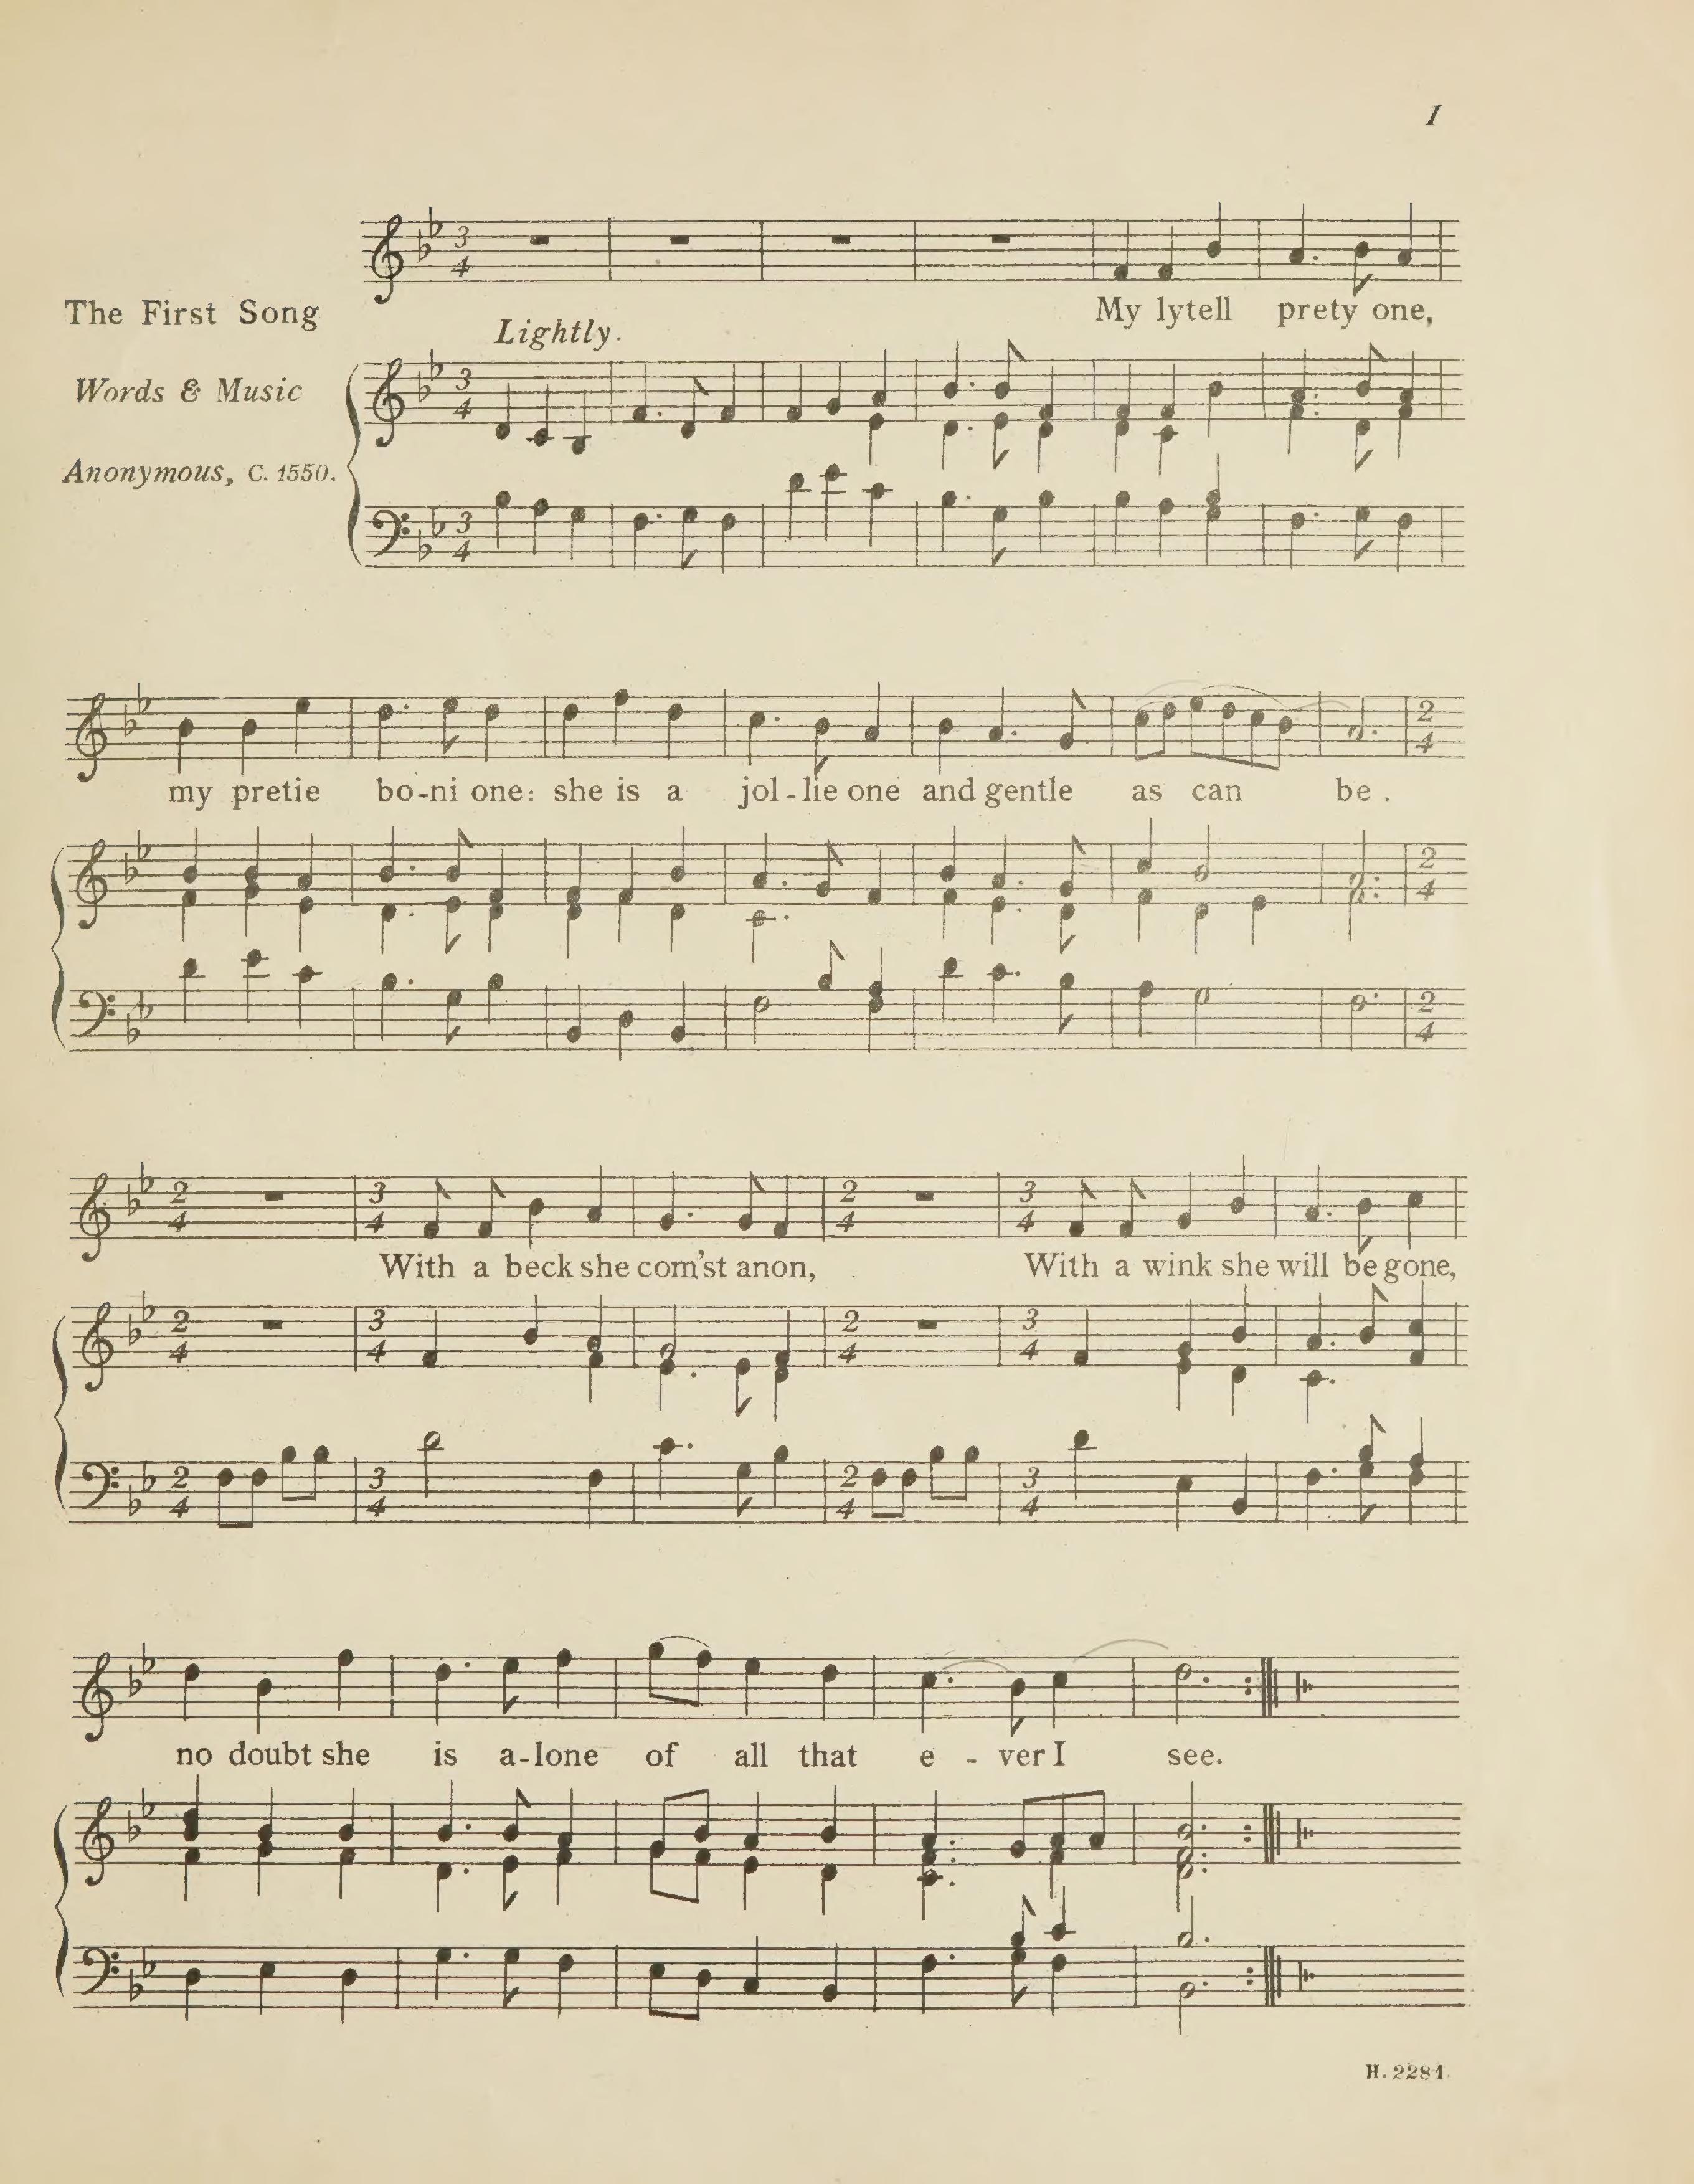 1
The First Song
Words & Music
Anonymous, C. 1550.
Lightly.
My lytell prety one,
my pretie bo-ni one: she is a jol-lie one and gentle as can be.
With a beck she com'st anon, With a wink she will be gone,
no doubt she is a-lone of all that e-ver I see.
H. 2281.